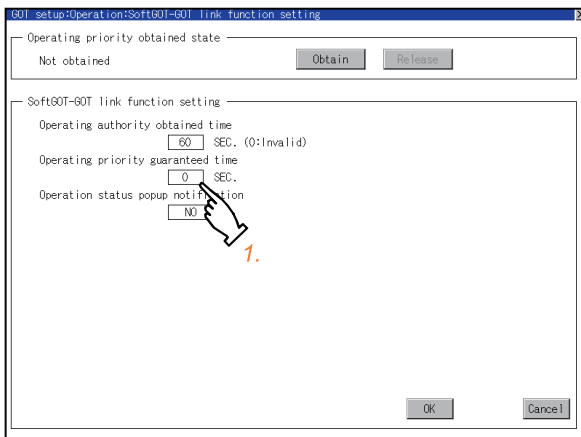 GOT setup:Operation:SoftGOT-GOT link function setting
Operating priority obtained state
Not obtained
Obtain
Release
SoftGOT-GOT link function setting
Operating authority obtained time
60 SEC. (0:Invalid)
Operating priority guaranteed time
0 SEC.
Operation status popup notification
NO
1.
OK
Cancel